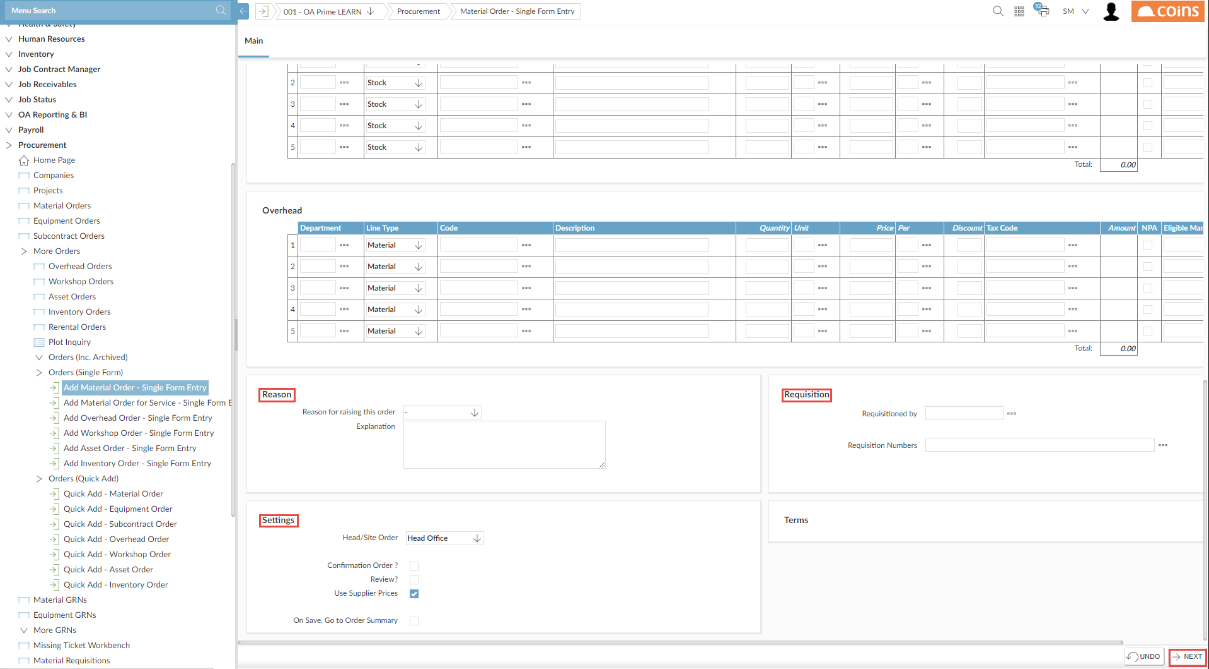 Menu Search
001 - OA Prime LEARN
Procurement
Material Order - Single Form Entry
SM
coins
Health & Safety
Human Resources
Inventory
Job Contract Manager
Job Receivables
Job Status
OA Reporting & BI
Payroll
Procurement
Home Page
Companies
Projects
Material Orders
Equipment Orders
Subcontract Orders
More Orders
Overhead Orders
Workshop Orders
Asset Orders
Inventory Orders
Rerental Orders
Plot Inquiry
Orders (Inc. Archived)
Orders (Single Form)
Add Material Order - Single Form Entry
Add Material Order for Service - Single Form E
Add Overhead Order - Single Form Entry
Add Workshop Order - Single Form Entry
Add Asset Order - Single Form Entry
Add Inventory Order - Single Form Entry
Orders (Quick Add)
Quick Add - Material Order
Quick Add - Equipment Order
Quick Add - Subcontract Order
Quick Add - Overhead Order
Quick Add - Workshop Order
Quick Add - Asset Order
Quick Add - Inventory Order
Material GRNs
Equipment GRNs
More GRNs
Missing Ticket Workbench
Material Requisitions
Main
2 Stock
3 Stock
4 Stock
5 Stock
Total: 0.00
Overhead
Department Line Type Code Description Quantity Unit Price Per Discount Tax Code Amount NPA Eligible Mar
1 Material
2 Material
3 Material
4 Material
5 Material
Total: 0.00
Reason
Reason for raising this order -
Explanation
Requisition
Requisitioned by
Requisition Numbers
Settings
Head/Site Order Head Office
Confirmation Order ?
Review?
Use Supplier Prices
On Save, Go to Order Summary
Terms
UNDO
NEXT